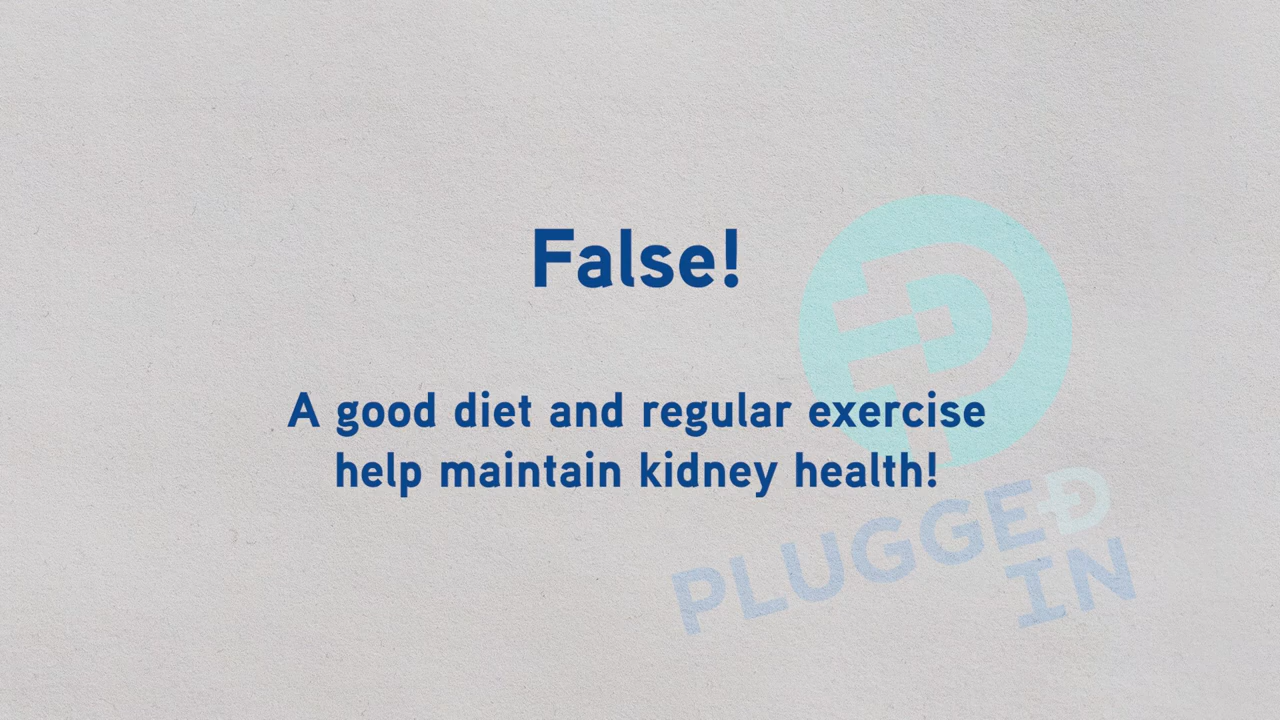 False!
A good diet and regular exercise
help maintain kidney health!
PLUGGED
IN